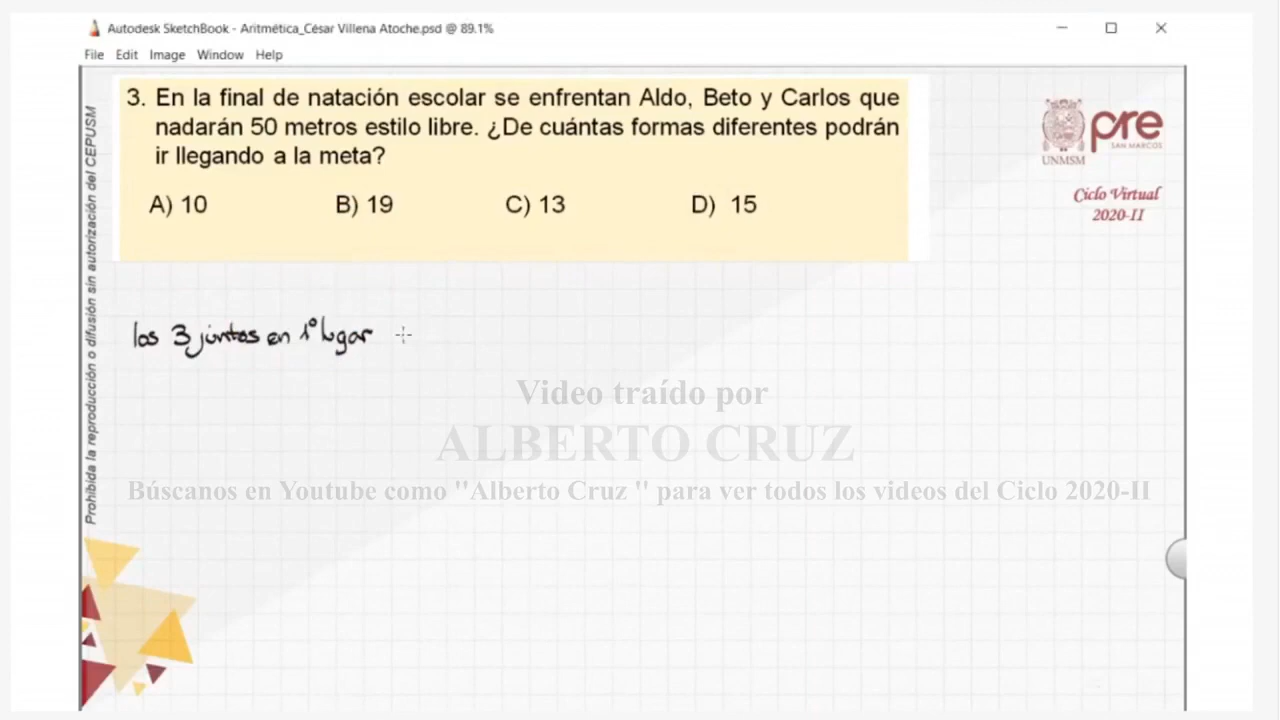 Autodesk SketchBook - Aritmética_César Villena Atoche.psd @ 89.1%
File Edit Image Window Help
3. En la final de natación escolar se enfrentan Aldo, Beto y Carlos que
nadarán 50 metros estilo libre. ¿De cuántas formas diferentes podrán
ir llegando a la meta?
A) 10 B) 19 C) 13 D) 15
pre
SAN MARCOS
UNMSM
Ciclo Virtual
2020-II
Prohibida la reproducción o difusión sin autorización del CEPUSM
los 3 juntos en 1º lugar
Video traído por
ALBERTO CRUZ
Búscanos en Youtube como "Alberto Cruz " para ver todos los videos del Ciclo 2020-II